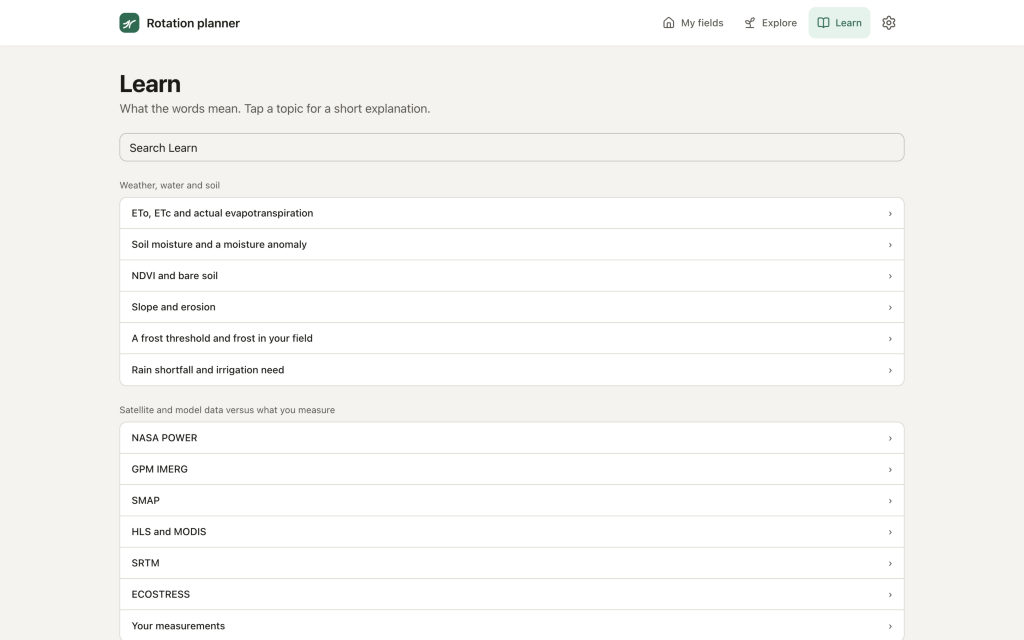 Rotation planner
My fields
Explore
Learn
Learn
What the words mean. Tap a topic for a short explanation.
Search Learn
Weather, water and soil
ETo, ETc and actual evapotranspiration
Soil moisture and a moisture anomaly
NDVI and bare soil
Slope and erosion
A frost threshold and frost in your field
Rain shortfall and irrigation need
Satellite and model data versus what you measure
NASA POWER
GPM IMERG
SMAP
HLS and MODIS
SRTM
ECOSTRESS
Your measurements